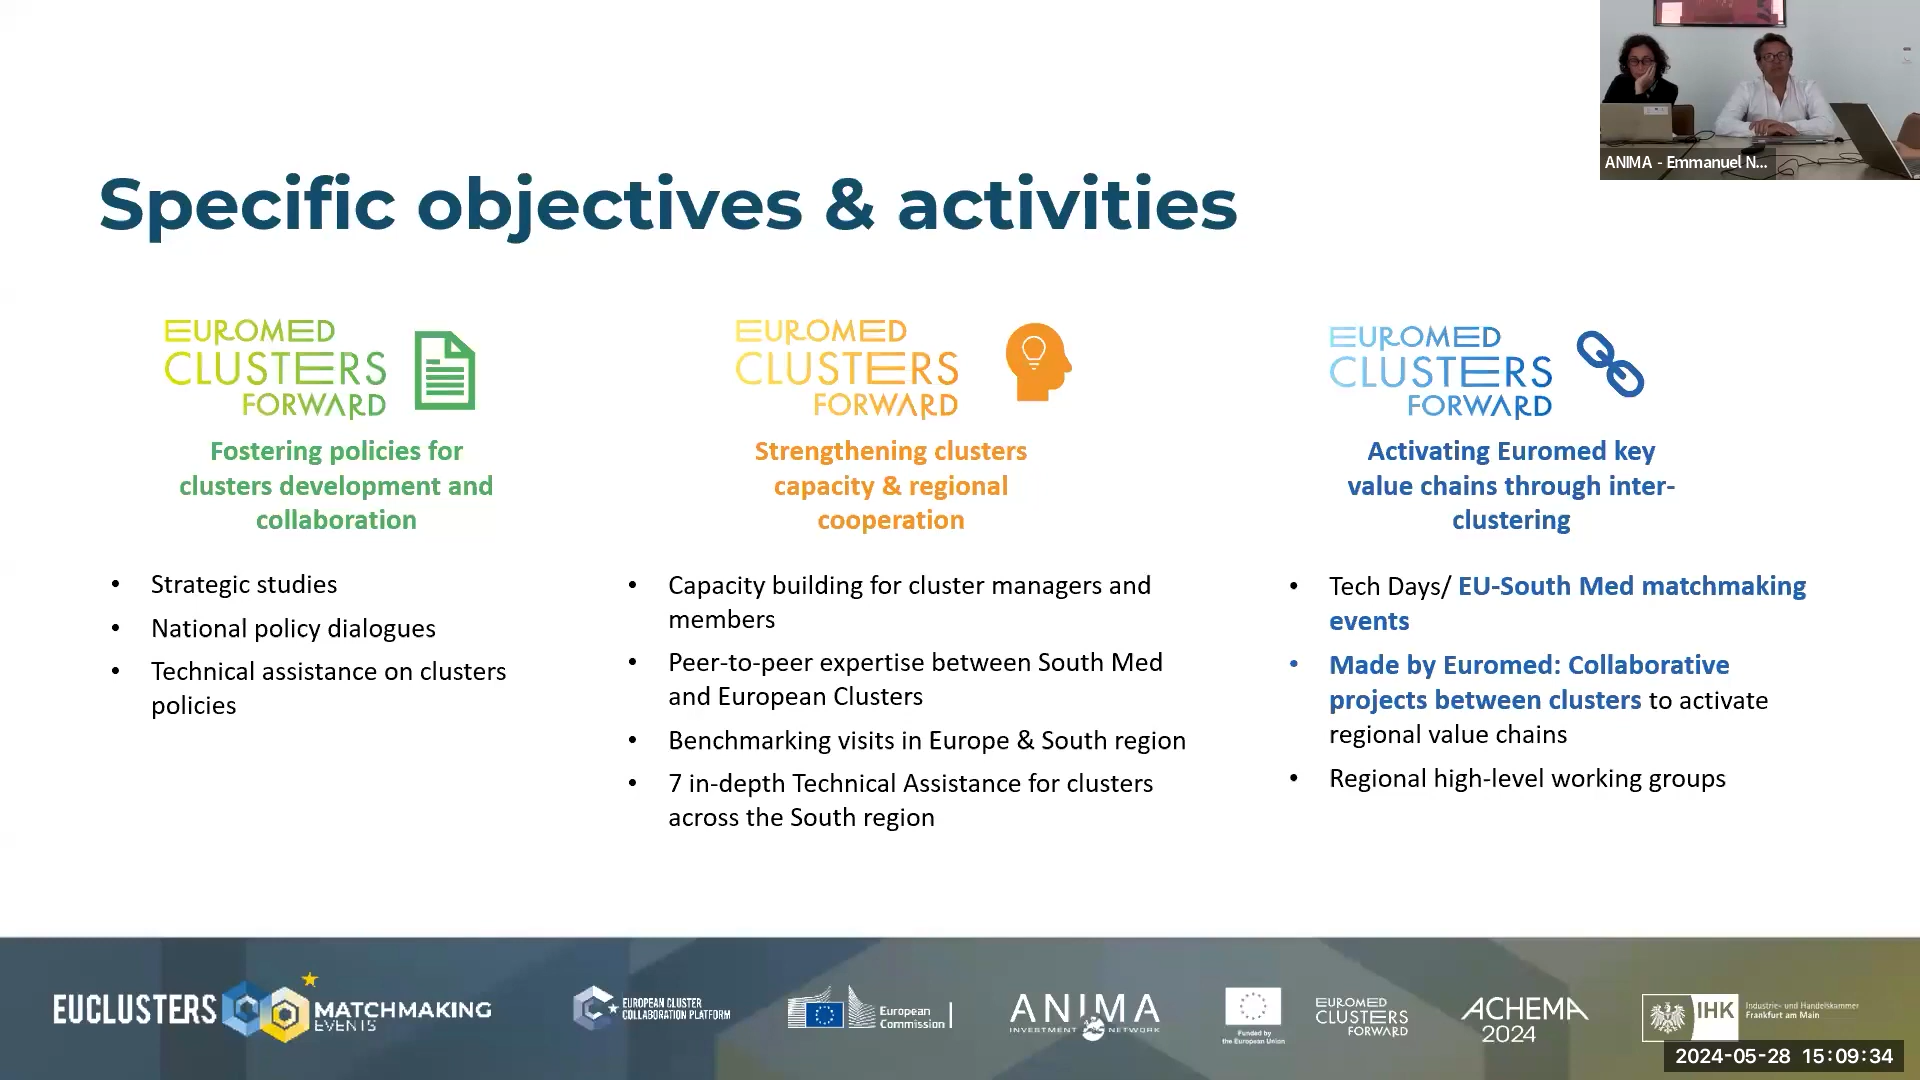 ANIMA - Emmanuel N...
Specific objectives & activities
EUROMED
CLUSTERS
FORWARD
Fostering policies for
clusters development and
collaboration
• Strategic studies
• National policy dialogues
• Technical assistance on clusters
policies
EUROMED
CLUSTERS
FORWARD
Strengthening clusters
capacity & regional
cooperation
• Capacity building for cluster managers and
members
• Peer-to-peer expertise between South Med
and European Clusters
• Benchmarking visits in Europe & South region
• 7 in-depth Technical Assistance for clusters
across the South region
EUROMED
CLUSTERS
FORWARD
Activating Euromed key
value chains through inter-
clustering
• Tech Days/ EU-South Med matchmaking
events
• Made by Euromed: Collaborative
projects between clusters to activate
regional value chains
• Regional high-level working groups
EUCLUSTERS
MATCHMAKING
EVENTS
EUROPEAN CLUSTER
COLLABORATION PLATFORM
European
Commission
ANIMA
INVESTMENT NETWORK
Funded by
the European Union
EUROMED
CLUSTERS
FORWARD
ACHEMA
2024
IHK
Industrie- und Handelskammer
Frankfurt am Main
2024-05-28 15:09:34